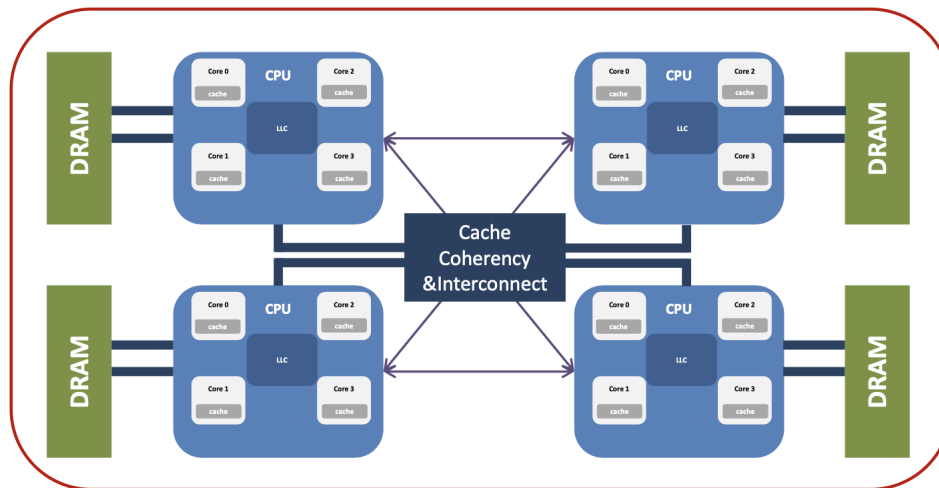 DRAM
Core 0
cache
CPU
Core 2
cache
LLC
Core 1
cache
Core 3
cache
Core 0
cache
CPU
Core 2
cache
LLC
Core 1
cache
Core 3
cache
DRAM
Cache
Coherency
&Interconnect
DRAM
Core 0
cache
CPU
Core 2
cache
LLC
Core 1
cache
Core 3
cache
Core 0
cache
CPU
Core 2
cache
LLC
Core 1
cache
Core 3
cache
DRAM